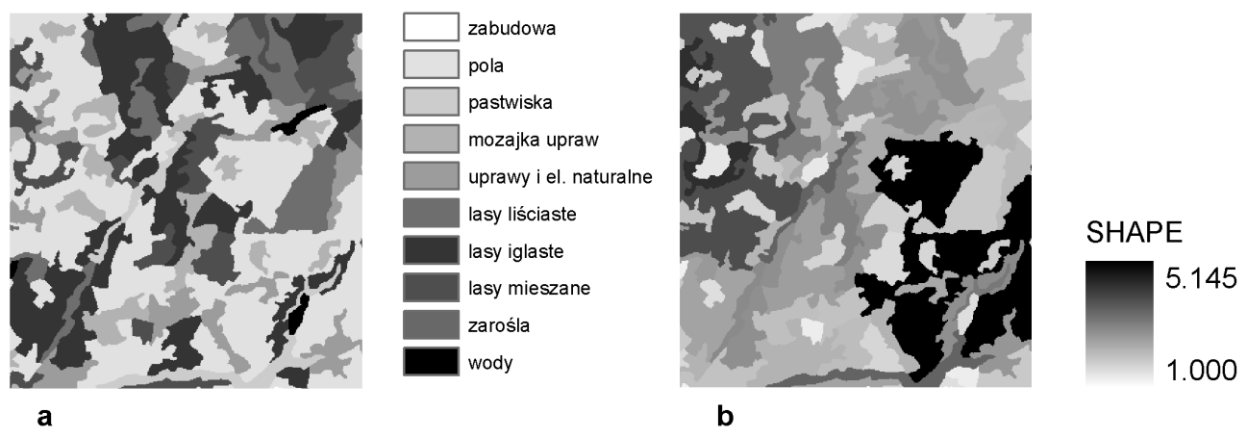 zabudowa
pola
pastwiska
mozajka upraw
uprawy i el. naturalne
lasy liściaste
lasy iglaste
lasy mieszane
zarośla
wody
SHAPE
5.145
1.000
a
b